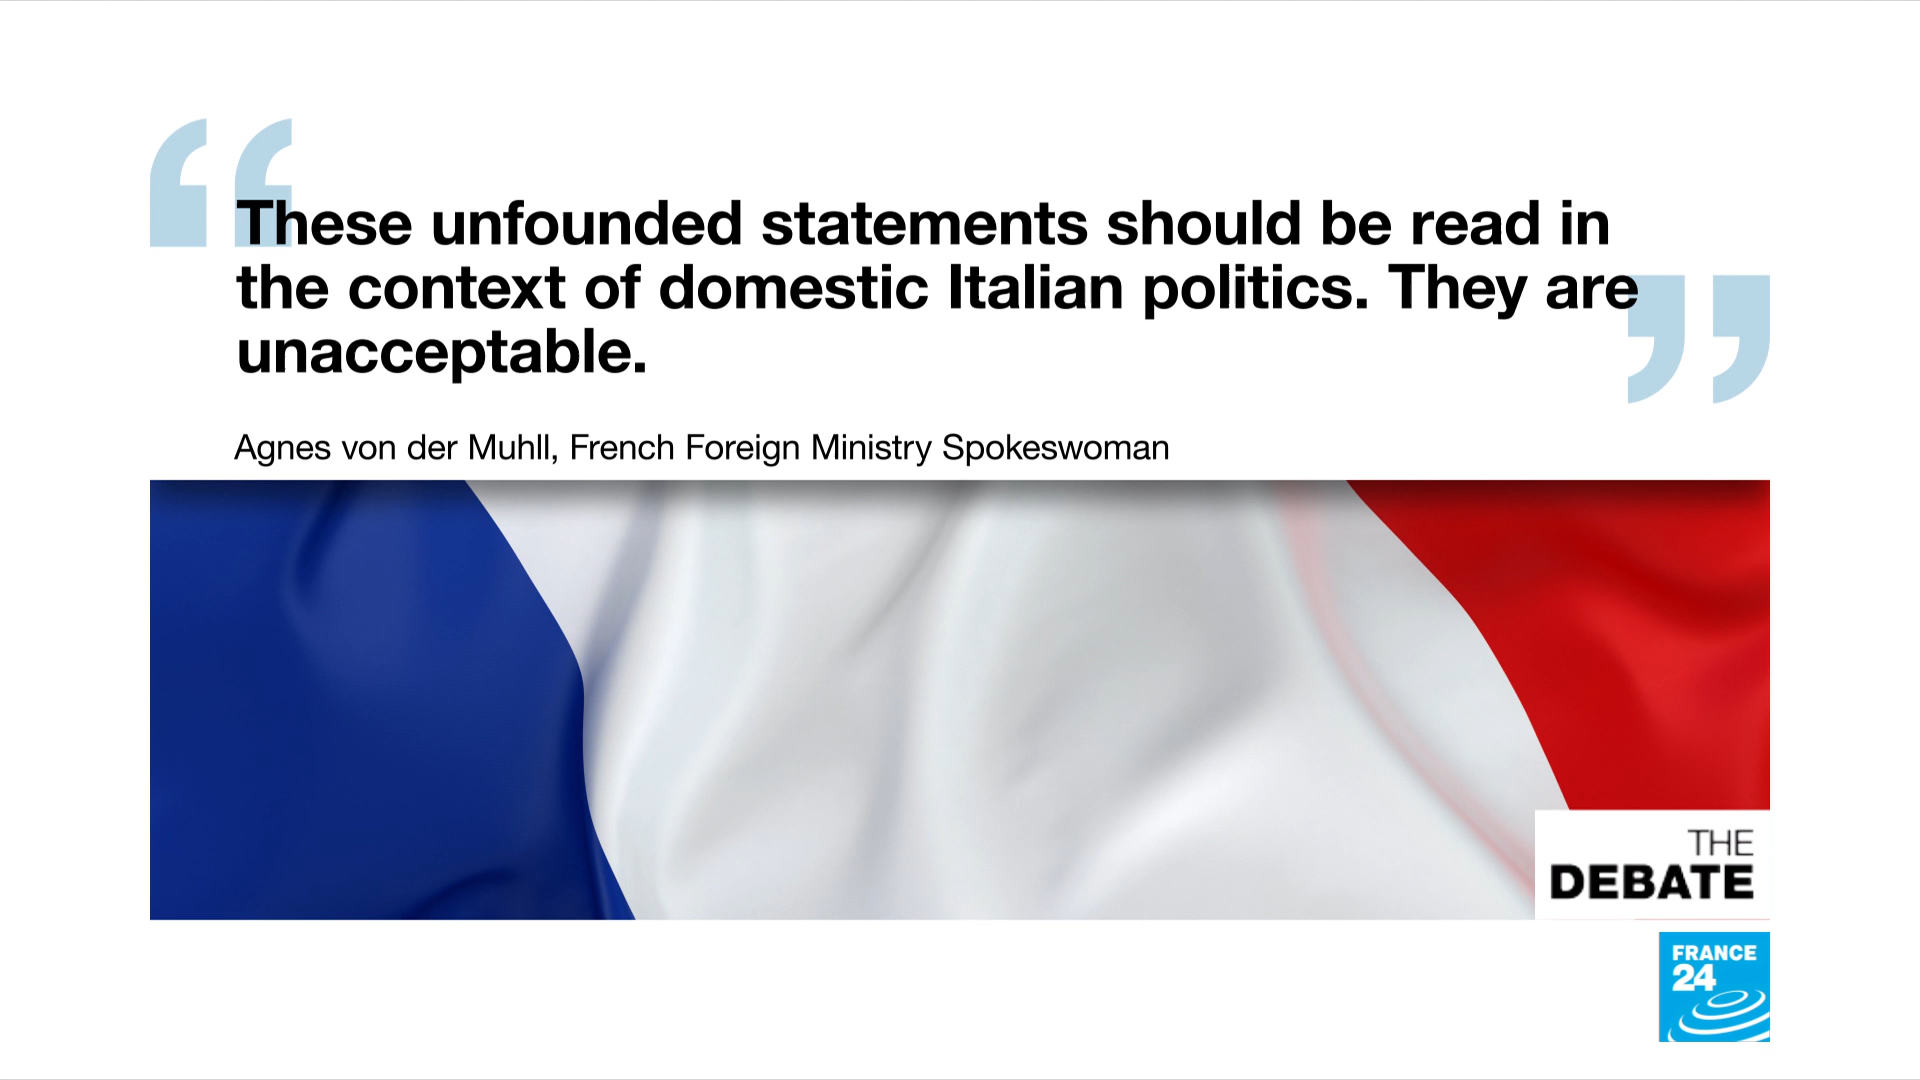 These unfounded statements should be read in
the context of domestic Italian politics. They are
unacceptable.
Agnes von der Muhll, French Foreign Ministry Spokeswoman
THE
DEBATE
FRANCE
24